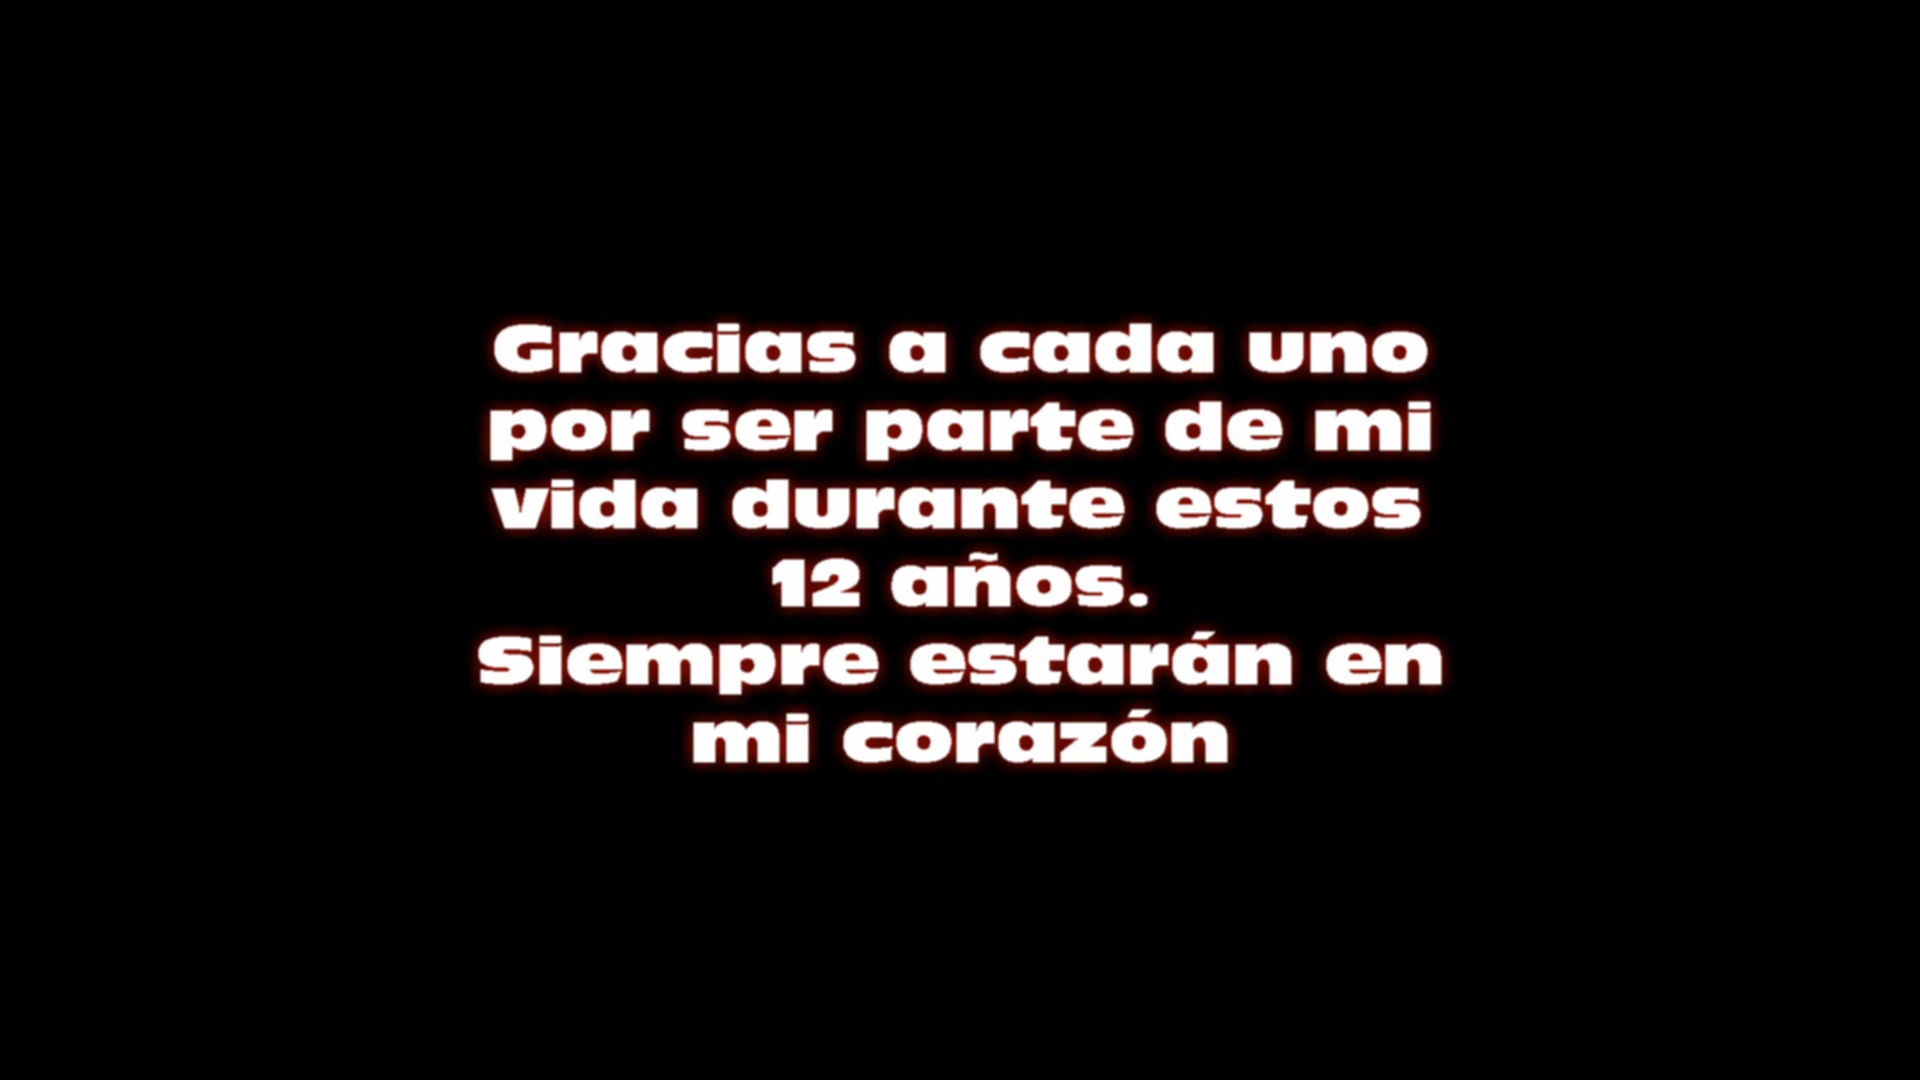 Gracias a cada uno
por ser parte de mi
vida durante estos
12 años.
Siempre estarán en
mi corazón